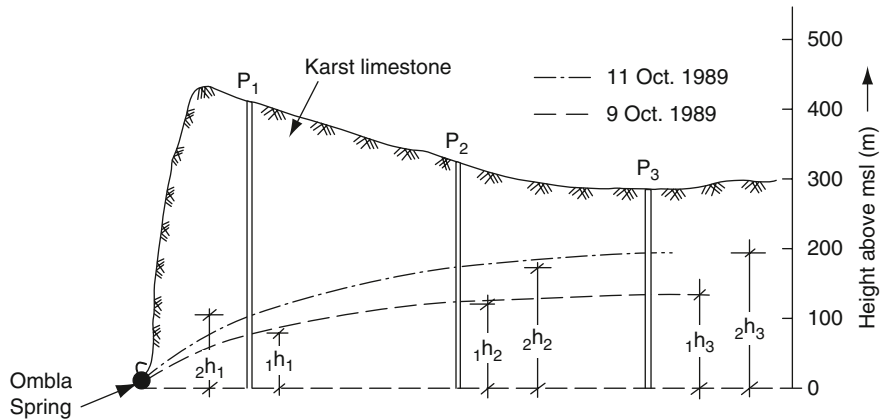 500
P₁
Karst limestone
11 Oct. 1989
9 Oct. 1989
400
P₂
P₃
300
200
100
0
Height above msl (m)
₂h₁
₁h₁
₁h₂
₂h₂
₁h₃
₂h₃
Ombla
Spring